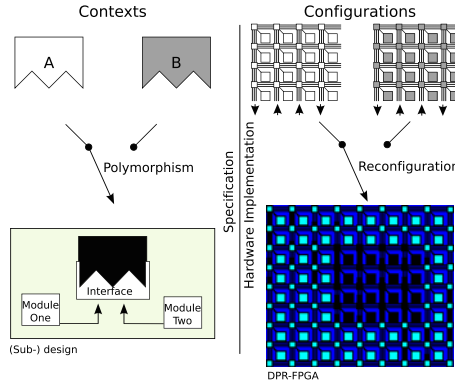 Contexts
Configurations
A
B
Polymorphism
Reconfiguration
Specification
Hardware Implementation
Interface
Module
One
Module
Two
(Sub-) design
DPR-FPGA